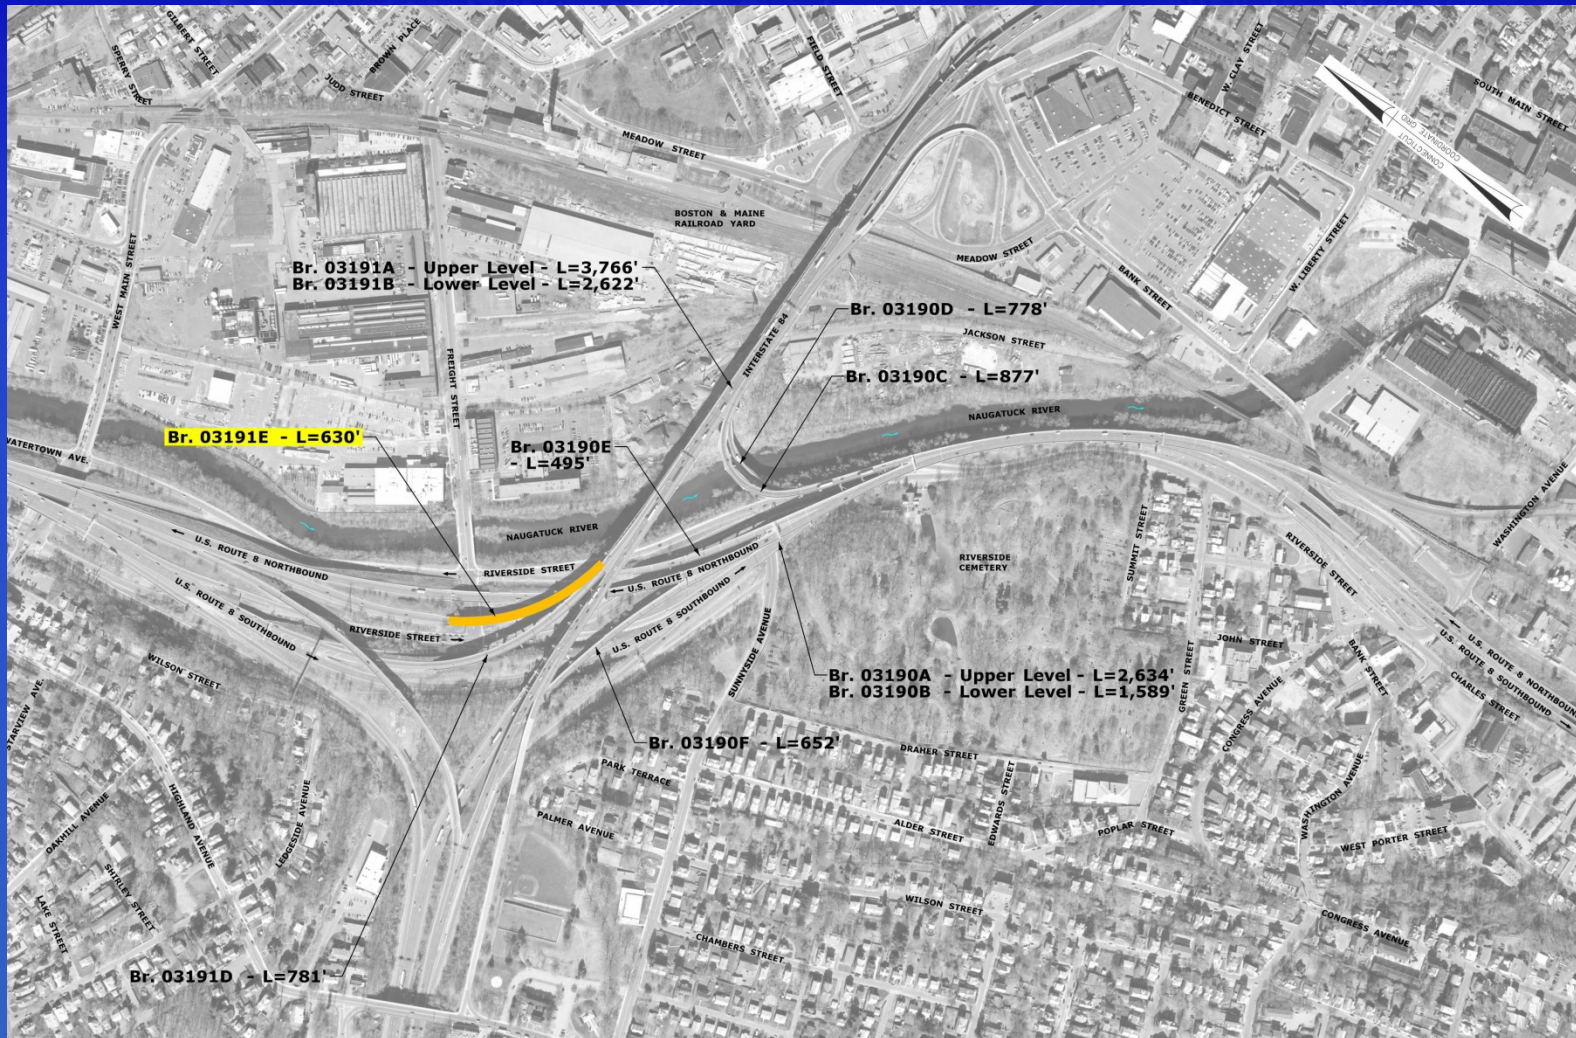 GILBERT STREET
SPERRY STREET
BROWN PLACE
JUDD STREET
FIELD STREET
MEADOW STREET
W. CLAY STREET
BENEDICT STREET
SOUTH MAIN STREET
CONNECTICUT
COORDINATE GRID
WEST MAIN STREET
BOSTON & MAINE
RAILROAD YARD
MEADOW STREET
BANK STREET
W. LIBERTY STREET
Br. 03191A - Upper Level - L=3,766'
Br. 03191B - Lower Level - L=2,622'
INTERSTATE 84
Br. 03190D - L=778'
JACKSON STREET
FREIGHT STREET
Br. 03190C - L=877'
NAUGATUCK RIVER
WATERTOWN AVE.
Br. 03191E - L=630'
Br. 03190E
- L=495'
NAUGATUCK RIVER
WASHINGTON AVENUE
U.S. ROUTE 8 NORTHBOUND
RIVERSIDE STREET
U.S. ROUTE 8 NORTHBOUND
RIVERSIDE
CEMETERY
SUMMIT STREET
RIVERSIDE STREET
U.S. ROUTE 8 SOUTHBOUND
RIVERSIDE STREET
U.S. ROUTE 8 SOUTHBOUND
SUNNYSIDE AVENUE
JOHN STREET
BANK STREET
U.S. ROUTE 8 NORTHBOUND
U.S. ROUTE 8 SOUTHBOUND
WILSON STREET
STARVIEW AVE.
Br. 03190A - Upper Level - L=2,634'
Br. 03190B - Lower Level - L=1,589'
GREEN STREET
CONGRESS AVENUE
CHARLES STREET
Br. 03190F - L=652'
DRAHER STREET
PARK TERRACE
EDWARDS STREET
WASHINGTON AVENUE
OAKHILL AVENUE
HIGHLAND AVENUE
LEDGESIDE AVENUE
PALMER AVENUE
ALDER STREET
POPLAR STREET
WEST PORTER STREET
SHIRLEY STREET
LAKE STREET
WILSON STREET
CONGRESS AVENUE
CHAMBERS STREET
Br. 03191D - L=781'